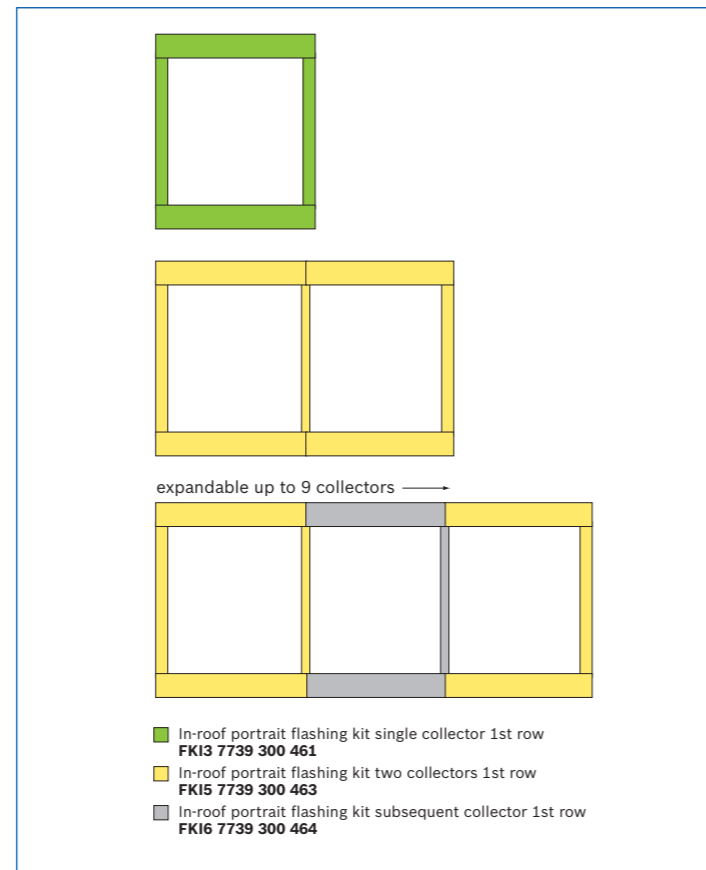 expandable up to 9 collectors
In-roof portrait flashing kit single collector 1st row
FKI3 7739 300 461
In-roof portrait flashing kit two collectors 1st row
FKI5 7739 300 463
In-roof portrait flashing kit subsequent collector 1st row
FKI6 7739 300 464